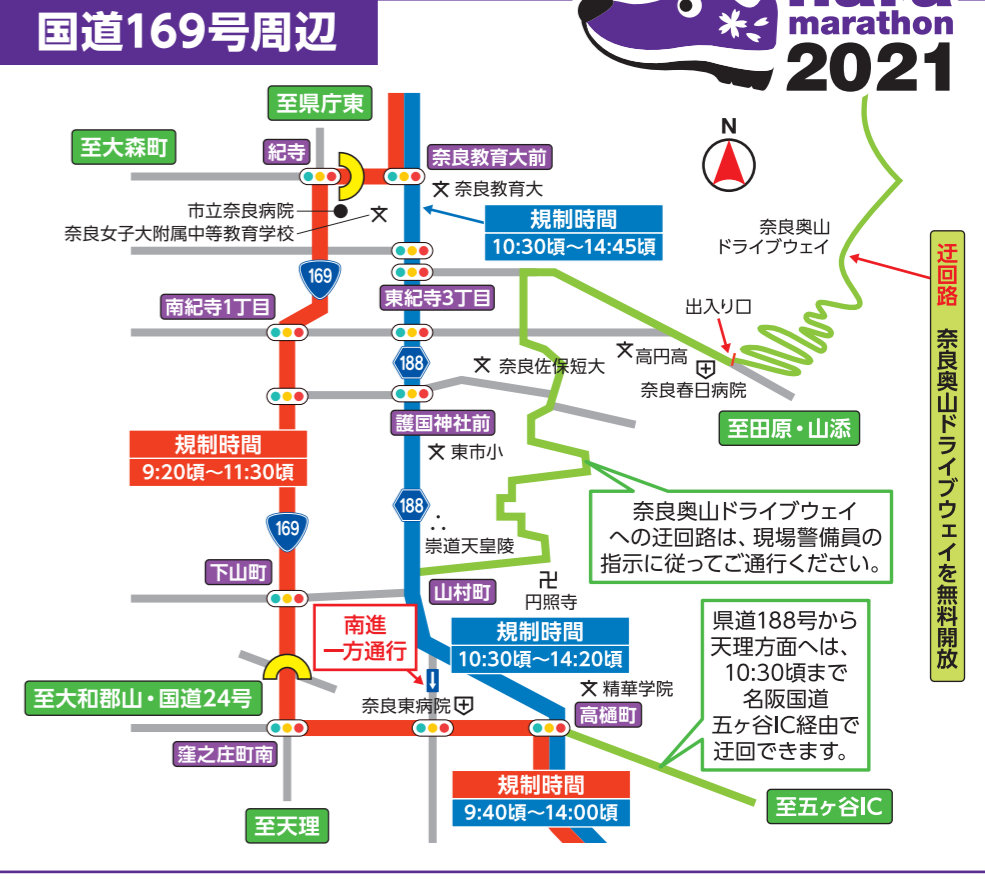 国道169号周辺
nara
marathon
2021
至県庁東
至大森町
紀寺
奈良教育大前
N
奈良教育大
市立奈良病院
奈良女子大附属中等教育学校
規制時間
10:30頃〜14:45頃
奈良奥山
ドライブウェイ
169
東紀寺3丁目
南紀寺1丁目
出入り口
188
奈良佐保短大
高円高
奈良春日病院
護国神社前
至田原・山添
規制時間
9:20頃〜11:30頃
東市小
188
169
崇道天皇陵
奈良奥山ドライブウェイ
への迂回路は、現場警備員の
指示に従ってご通行ください。
下山町
山村町
卍
円照寺
南進
一方通行
規制時間
10:30頃〜14:20頃
県道188号から
天理方面へは、
10:30頃まで
名阪国道
五ヶ谷IC経由で
迂回できます。
至大和郡山・国道24号
奈良東病院
精華学院
高樋町
窪之庄町南
規制時間
9:40頃〜14:00頃
至天理
至五ヶ谷IC
迂回路 奈良奥山ドライブウェイを無料開放